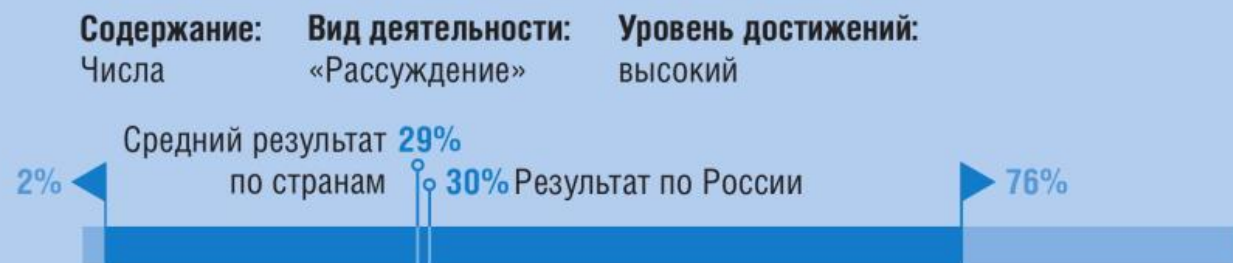 Содержание: Вид деятельности: Уровень достижений:
Числа «Рассуждение» высокий
Средний результат 29%
2% по странам 30% Результат по России 76%